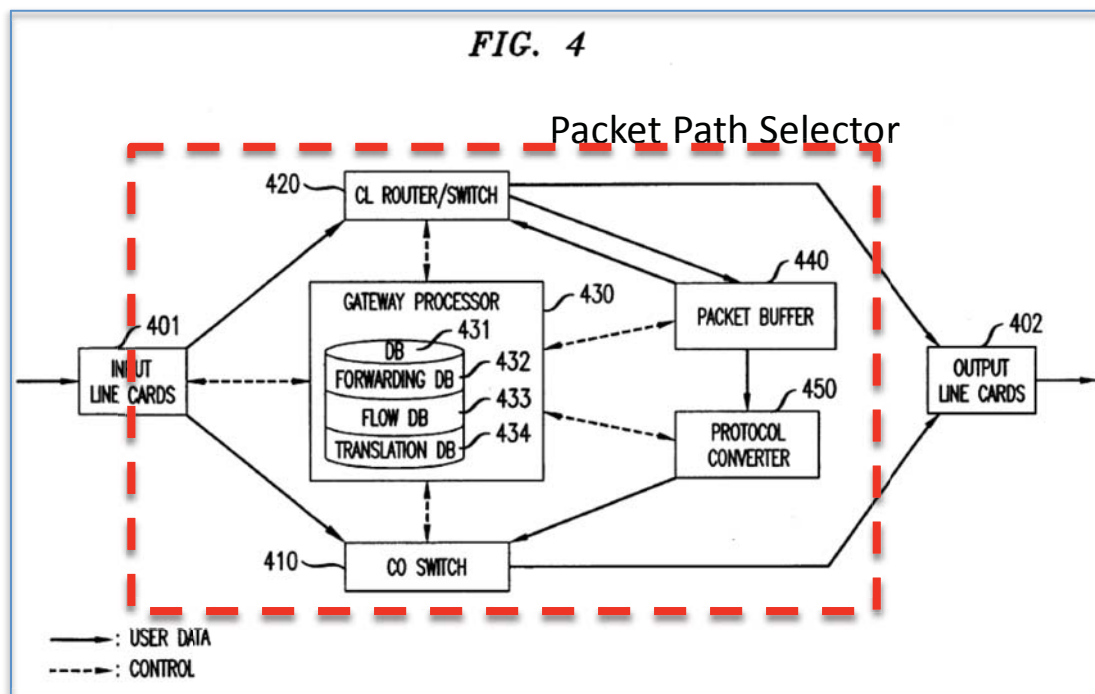 FIG. 4
Packet Path Selector
420
CL ROUTER/SWITCH
440
GATEWAY PROCESSOR
430
PACKET BUFFER
401
431
402
DB
INPUT
LINE CARDS
432
FORWARDING DB
OUTPUT
LINE CARDS
433
FLOW DB
450
434
TRANSLATION DB
PROTOCOL
CONVERTER
410
CO SWITCH
: USER DATA
: CONTROL